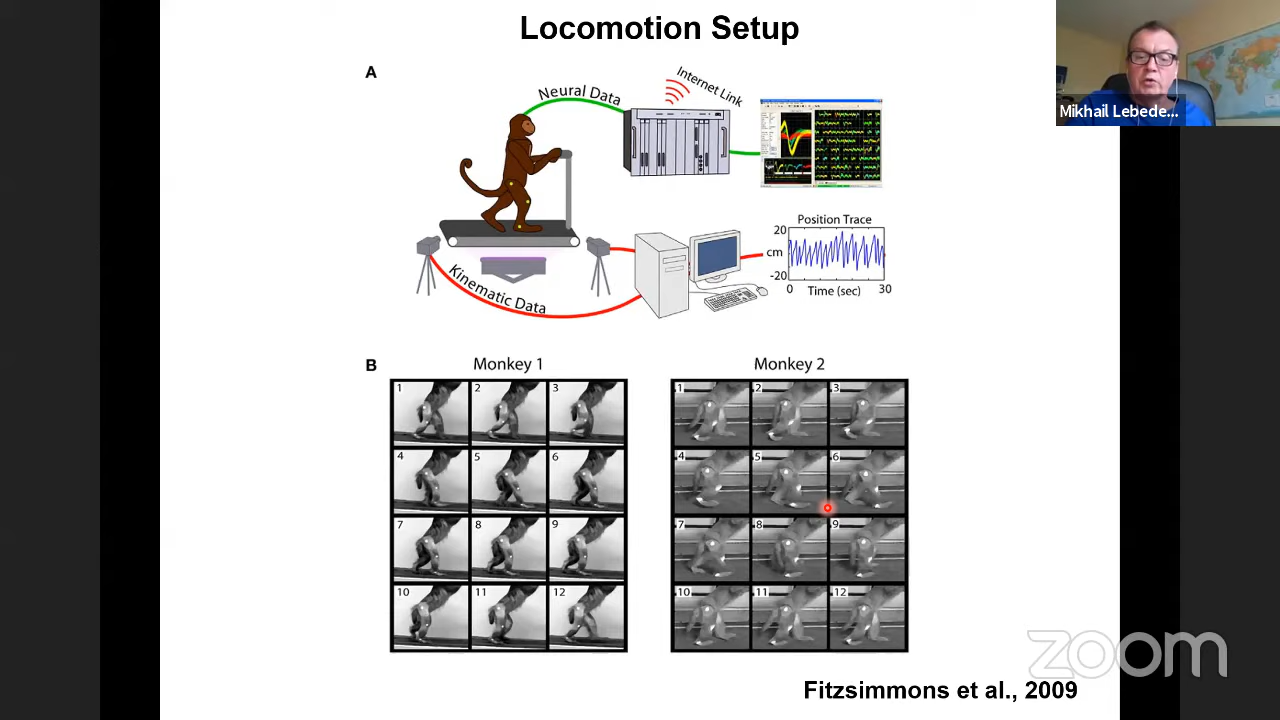 Locomotion Setup
A
Neural Data
Internet Link
Mikhail Lebede...
Position Trace
20
cm
-20
0
Time (sec)
30
Kinematic Data
B
Monkey 1
Monkey 2
1 2 3
1 2 3
4 5 6
4 5 6
7 8 9
7 8 9
10 11 12
10 11 12
zoom
Fitzsimmons et al., 2009